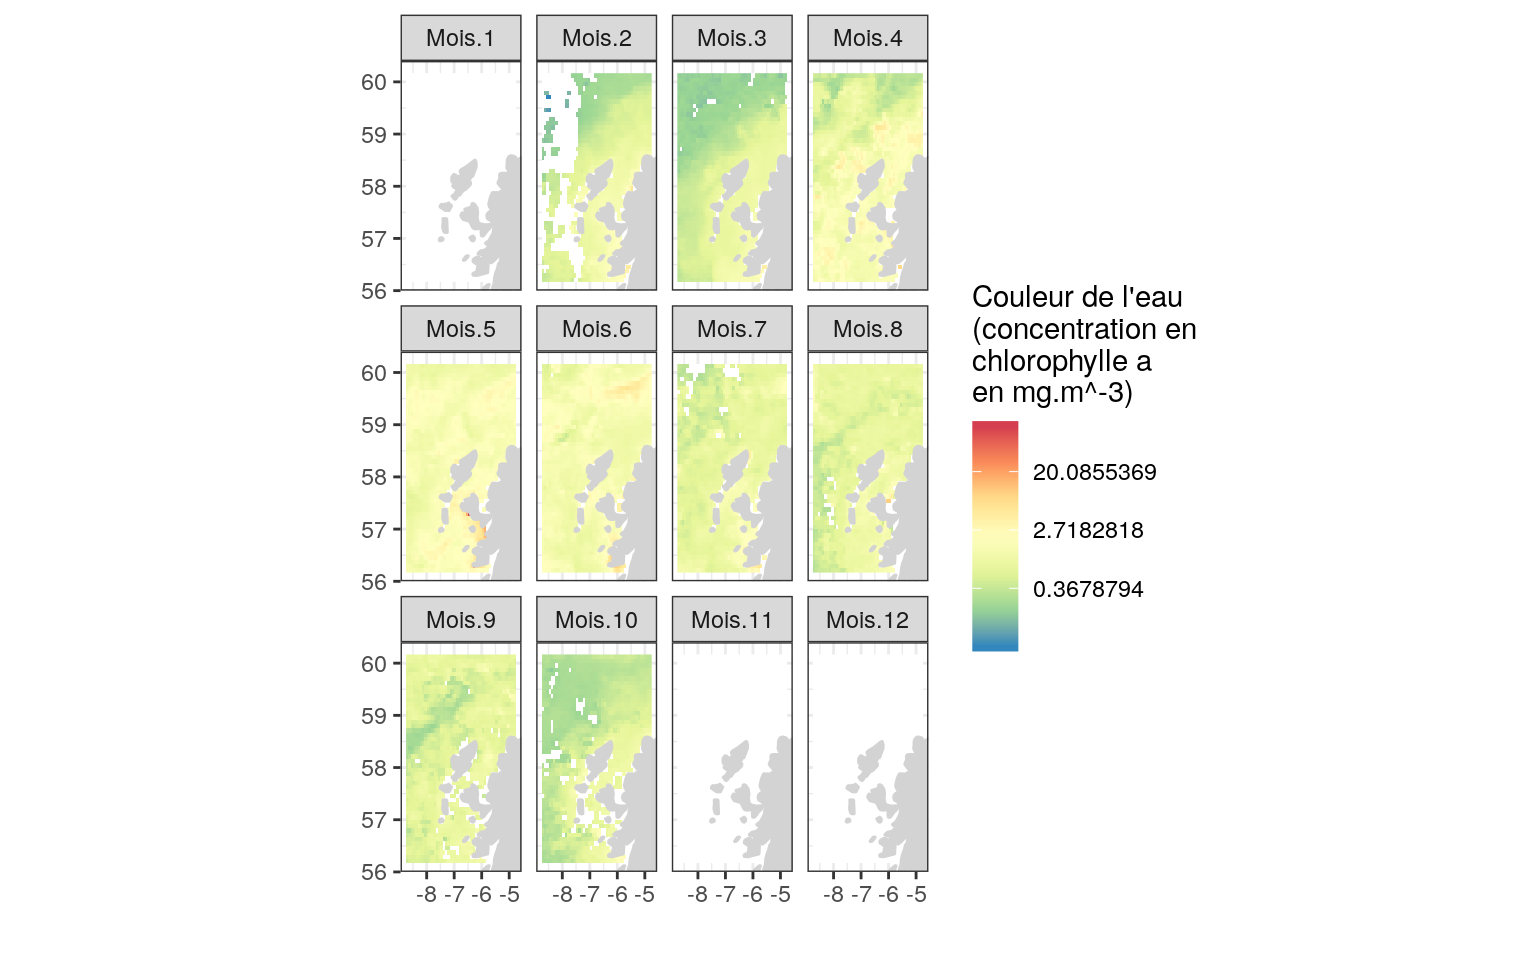 Mois.1 Mois.2 Mois.3 Mois.4
60
59
58
57
56
Mois.5 Mois.6 Mois.7 Mois.8
60
59
58
57
56
Mois.9 Mois.10 Mois.11 Mois.12
60
59
58
57
56
-8 -7 -6 -5 -8 -7 -6 -5 -8 -7 -6 -5 -8 -7 -6 -5
Couleur de l'eau
(concentration en
chlorophylle a
en mg.m^-3)
20.0855369
2.7182818
0.3678794